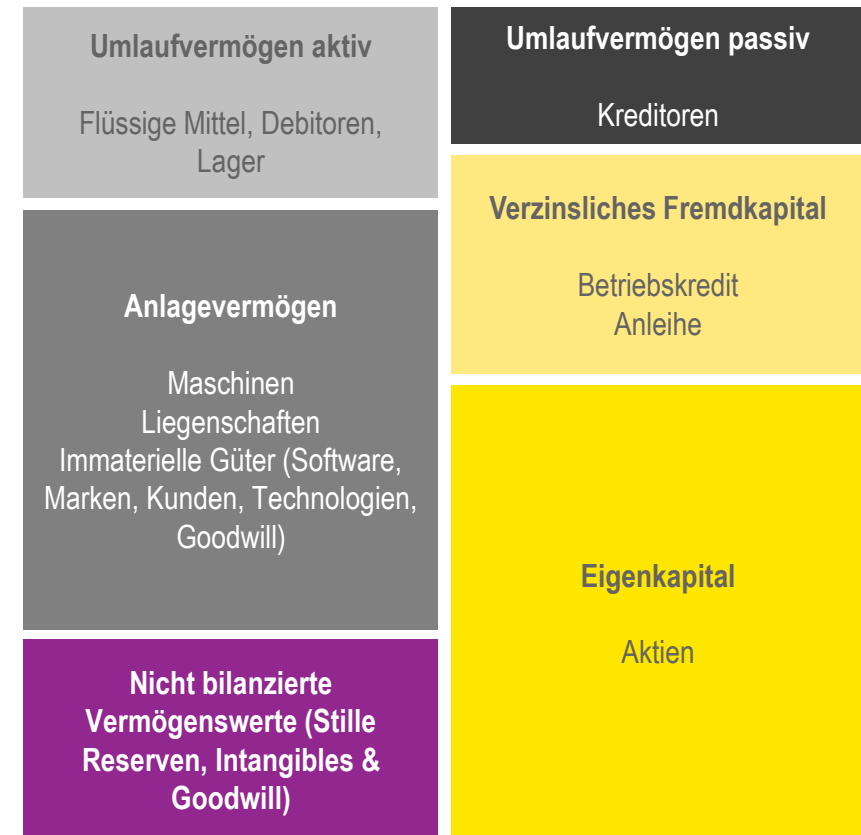 Umlaufvermögen aktiv
Flüssige Mittel, Debitoren,
Lager
Anlagevermögen
Maschinen
Liegenschaften
Immaterielle Güter (Software,
Marken, Kunden, Technologien,
Goodwill)
Nicht bilanzierte
Vermögenswerte (Stille
Reserven, Intangibles &
Goodwill)
Umlaufvermögen passiv
Kreditoren
Verzinsliches Fremdkapital
Betriebskredit
Anleihe
Eigenkapital
Aktien